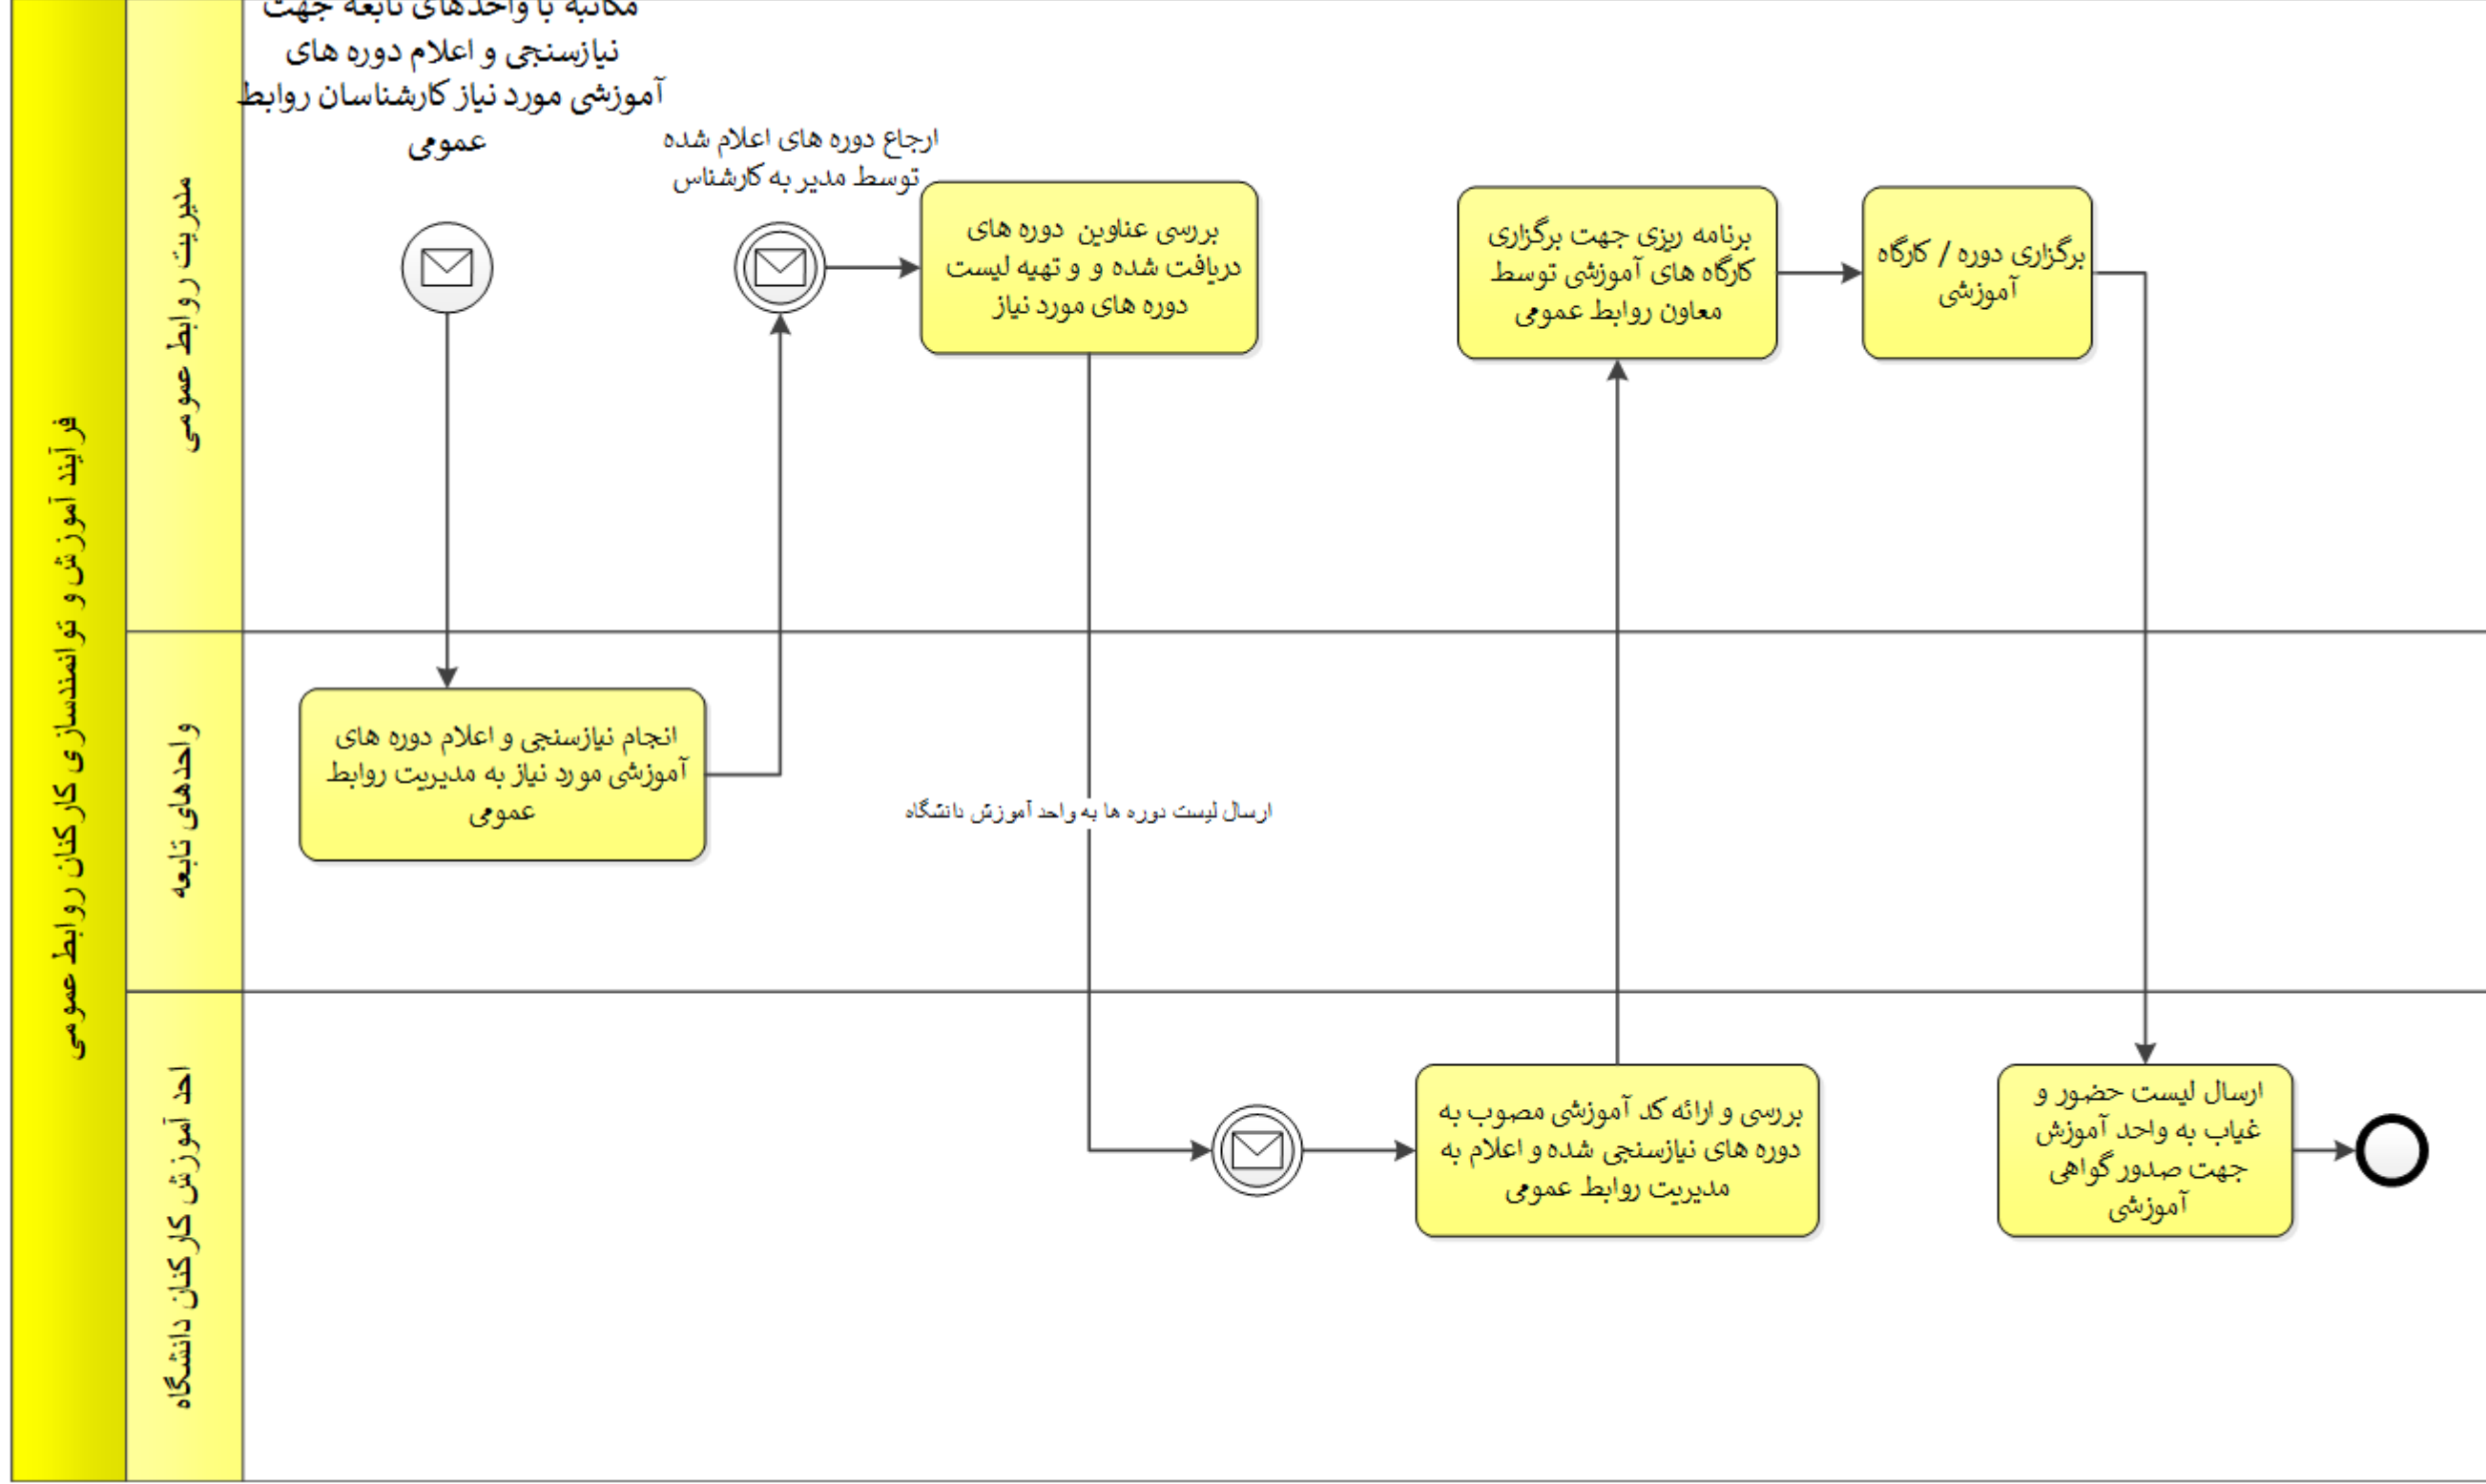 فرآیند آموزش و توانمندسازی کارکنان روابط عمومی
مدیریت روابط عمومی
مکاتبه با واحدهای تابعه جهت
نیازسنجی و اعلام دوره های
آموزشی مورد نیاز کارشناسان روابط
عمومی
ارجاع دوره های اعلام شده
توسط مدیر به کارشناس
بررسی عناوین دوره های
دریافت شده و و تهیه لیست
دوره های مورد نیاز
برنامه ریزی جهت برگزاری
کارگاه های آموزشی توسط
معاون روابط عمومی
برگزاری دوره / کارگاه
آموزشی
واحدهای تابعه
انجام نیازسنجی و اعلام دوره های
آموزشی مورد نیاز به مدیریت روابط
عمومی
ارسال لیست دوره ها به واحد آموزش دانشگاه
احد آموزش کارکنان دانشگاه
بررسی و ارائه کد آموزشی مصوب به
دوره های نیازسنجی شده و اعلام به
مدیریت روابط عمومی
ارسال لیست حضور و
غیاب به واحد آموزش
جهت صدور گواهی
آموزشی